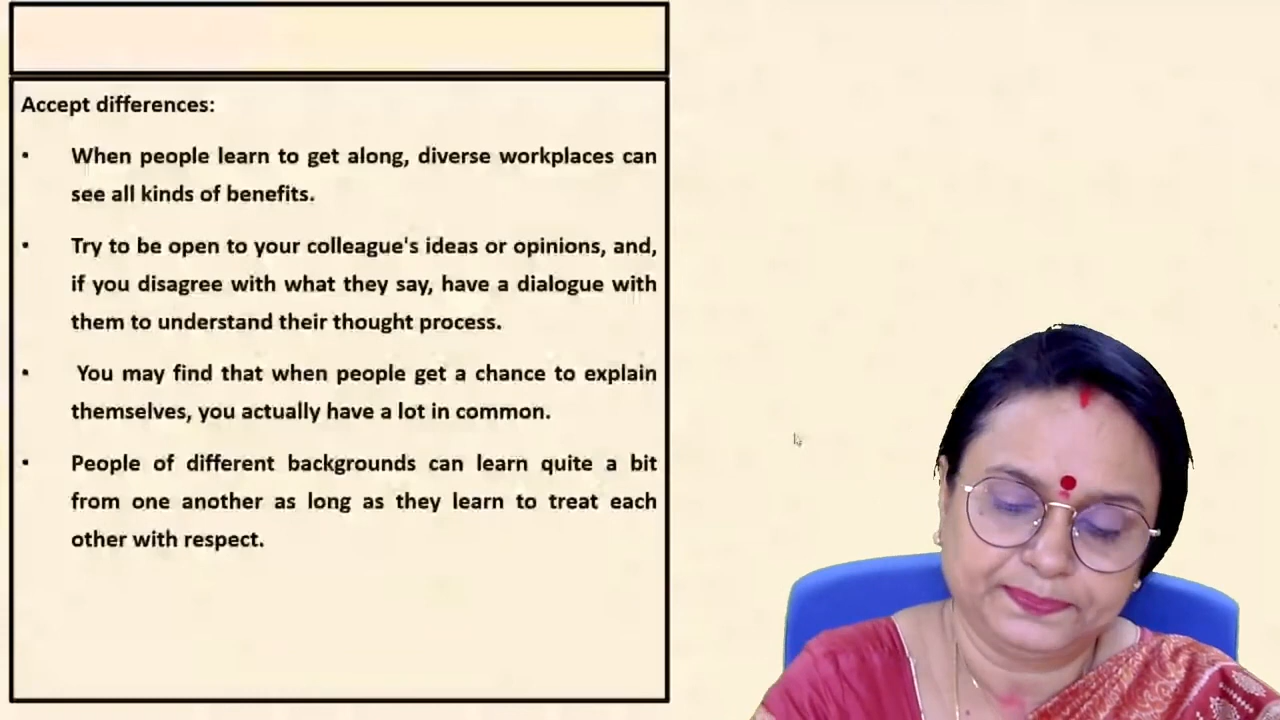 Accept differences:
• When people learn to get along, diverse workplaces can
see all kinds of benefits.
• Try to be open to your colleague's ideas or opinions, and,
if you disagree with what they say, have a dialogue with
them to understand their thought process.
• You may find that when people get a chance to explain
themselves, you actually have a lot in common.
• People of different backgrounds can learn quite a bit
from one another as long as they learn to treat each
other with respect.